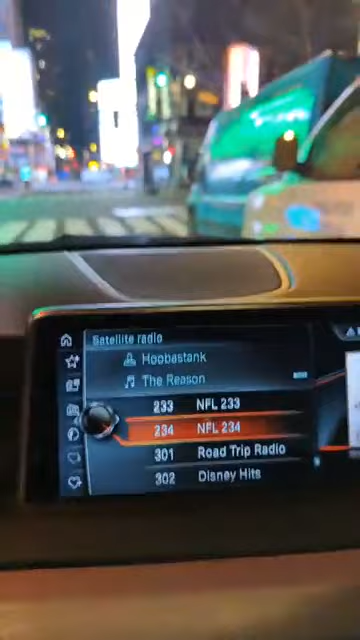 Satellite radio
Hoobastank
The Reason
233 NFL 233
234 NFL 234
301 Road Trip Radio
302 Disney Hits